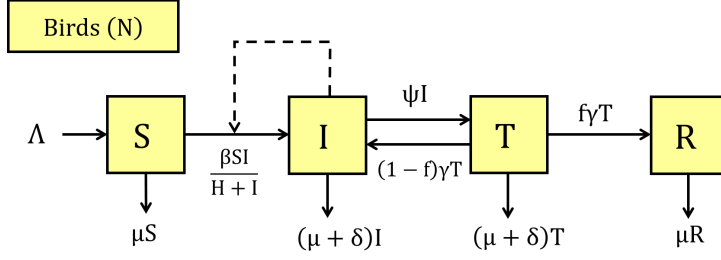 Birds (N)
Λ
S
βSI
H + I
I
ψI
(1 − f)γT
T
fγT
R
μS
(μ + δ)I
(μ + δ)T
μR